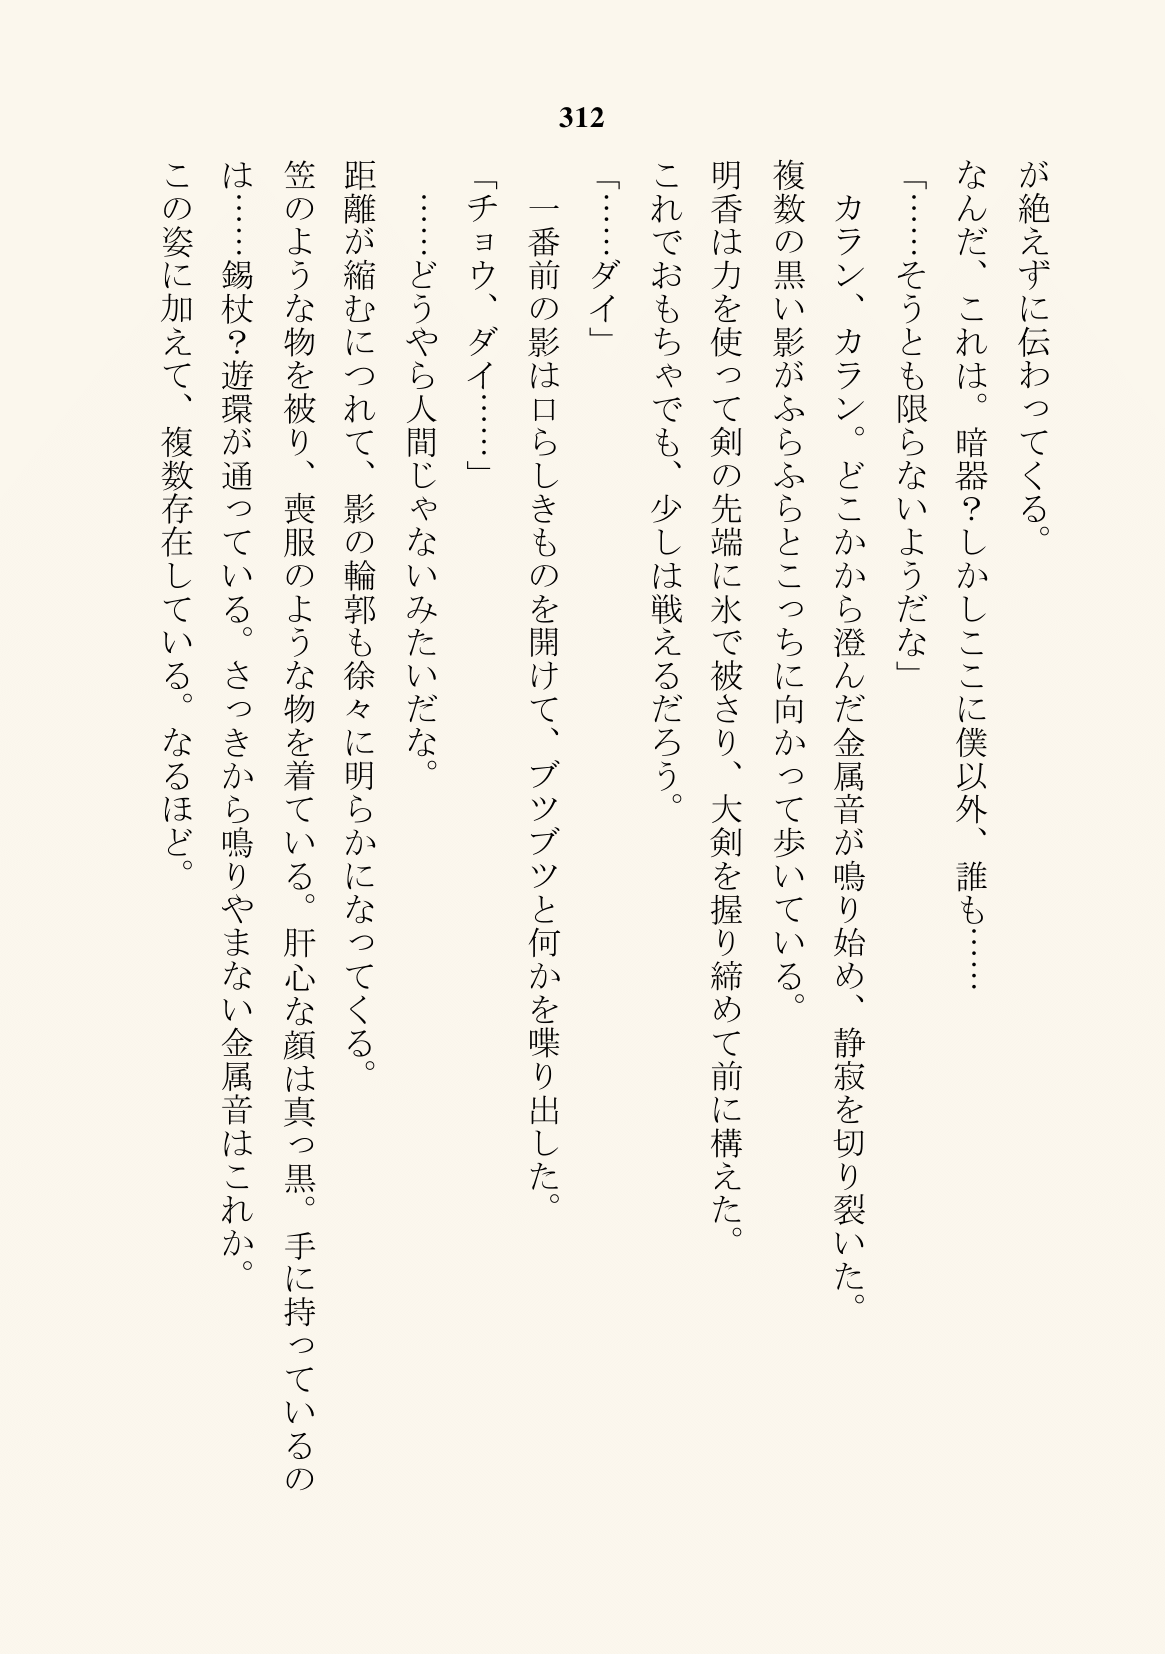 312
が絶えずに伝わってくる。
なんだ、これは。暗器？しかしここに僕以外、誰も……
「……そうとも限らないようだな」
　カラン、カラン。どこかから澄んだ金属音が鳴り始め、静寂を切り裂いた。
複数の黒い影がふらふらとこっちに向かって歩いている。
明香は力を使って剣の先端に氷で被さり、大剣を握り締めて前に構えた。
これでおもちゃでも、少しは戦えるだろう。
「……ダイ」
　一番前の影は口らしきものを開けて、ブツブツと何かを喋り出した。
「チョウ、ダイ……」
　……どうやら人間じゃないみたいだな。
距離が縮むにつれて、影の輪郭も徐々に明らかになってくる。
笠のような物を被り、喪服のような物を着ている。肝心な顔は真っ黒。手に持っているの
は……錫杖？遊環が通っている。さっきから鳴りやまない金属音はこれか。
この姿に加えて、複数存在している。なるほど。